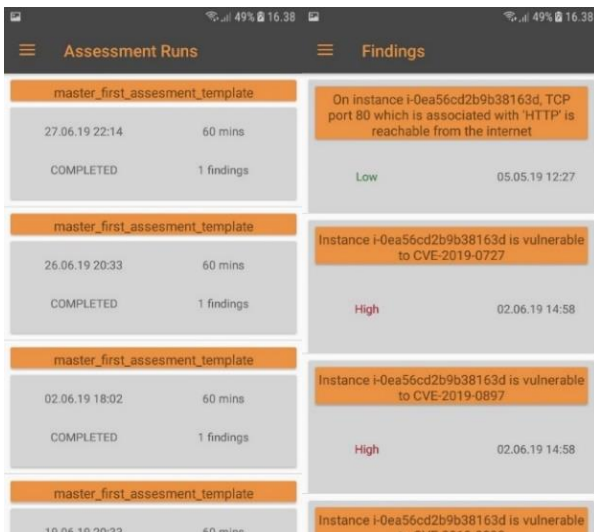 49% 16.38
Assessment Runs
master_first_assesment_template
27.06.19 22:14 60 mins
COMPLETED 1 findings
master_first_assesment_template
26.06.19 20:33 60 mins
COMPLETED 1 findings
master_first_assesment_template
02.06.19 18:02 60 mins
COMPLETED 1 findings
master_first_assesment_template
60 mins
49% 16.38
Findings
On instance i-0ea56cd2b9b38163d, TCP
port 80 which is associated with 'HTTP' is
reachable from the internet
Low 05.05.19 12:27
Instance i-0ea56cd2b9b38163d is vulnerable
to CVE-2019-0727
High 02.06.19 14:58
Instance i-0ea56cd2b9b38163d is vulnerable
to CVE-2019-0897
High 02.06.19 14:58
Instance i-0ea56cd2b9b38163d is vulnerable